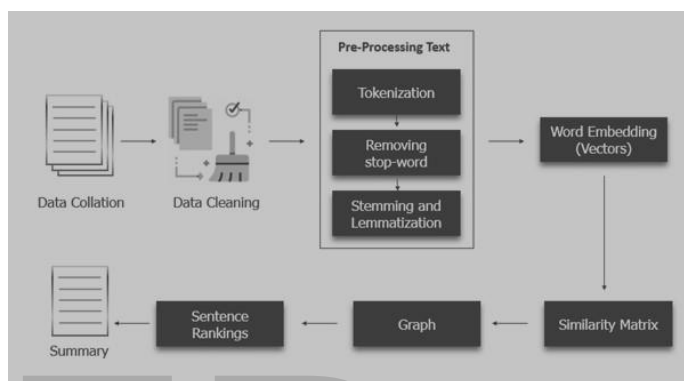 Pre-Processing Text
Tokenization
Removing
stop-word
Stemming and
Lemmatization
Data Collation
Data Cleaning
Word Embedding
(Vectors)
Similarity Matrix
Graph
Sentence
Rankings
Summary